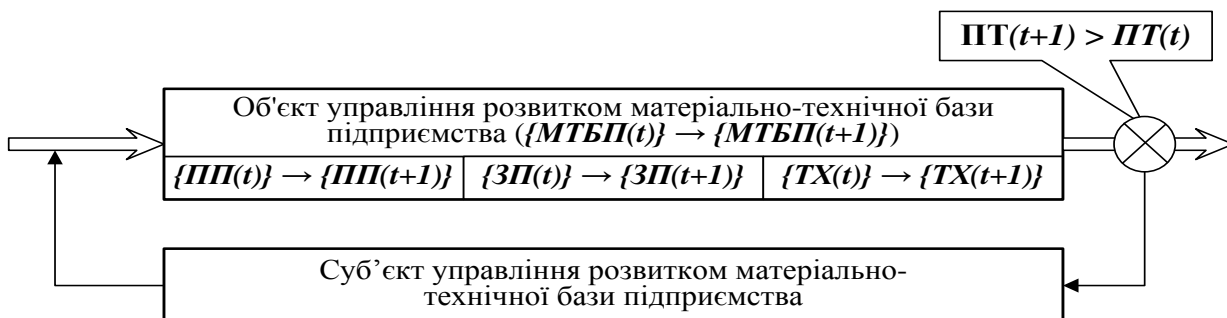 ПТ(t+1) > ПТ(t)
Об'єкт управління розвитком матеріально-технічної бази
підприємства ({МТБП(t)} → {МТБП(t+1)})
{ПП(t)} → {ПП(t+1)} {ЗП(t)} → {ЗП(t+1)} {ТХ(t)} → {ТХ(t+1)}
Суб’єкт управління розвитком матеріально-
технічної бази підприємства